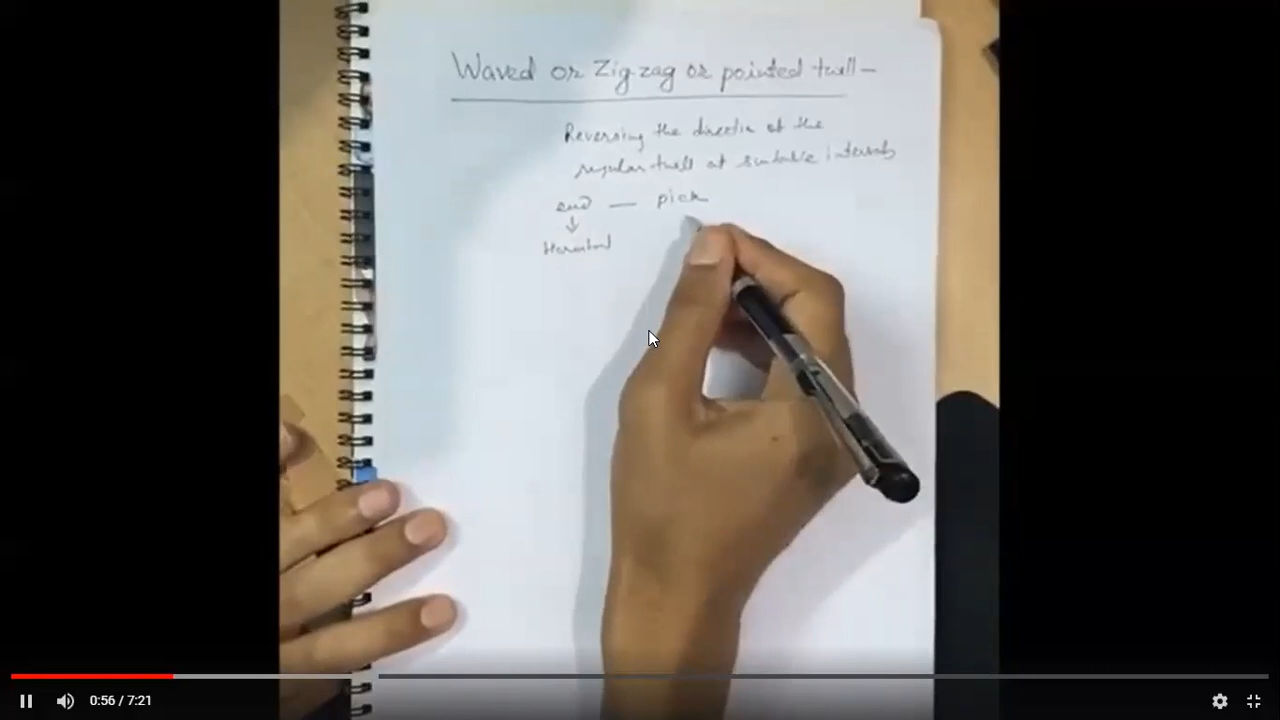 Waved or Zig-zag or pointed twill-
Reversing the direction of the
regular twill at suitable intervals
end — pick
↓
Horizontal
0:56 / 7:21